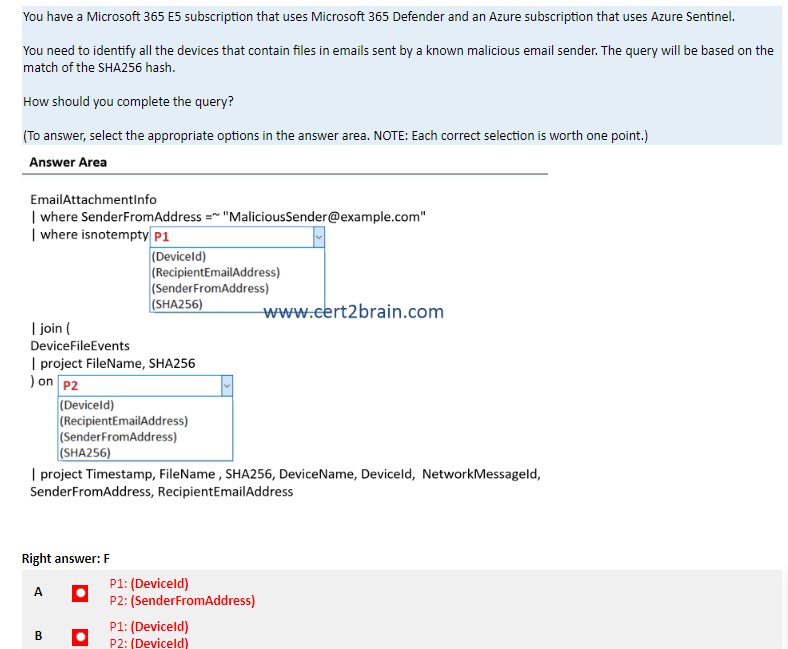 You have a Microsoft 365 E5 subscription that uses Microsoft 365 Defender and an Azure subscription that uses Azure Sentinel.
You need to identify all the devices that contain files in emails sent by a known malicious email sender. The query will be based on the
match of the SHA256 hash.
How should you complete the query?
(To answer, select the appropriate options in the answer area. NOTE: Each correct selection is worth one point.)
Answer Area
EmailAttachmentInfo
| where SenderFromAddress =~ "MaliciousSender@example.com"
| where isnotempty P1
(DeviceId)
(RecipientEmailAddress)
(SenderFromAddress)
(SHA256)
www.cert2brain.com
| join (
DeviceFileEvents
| project FileName, SHA256
) on P2
(DeviceId)
(RecipientEmailAddress)
(SenderFromAddress)
(SHA256)
| project Timestamp, FileName , SHA256, DeviceName, DeviceId, NetworkMessageId,
SenderFromAddress, RecipientEmailAddress
Right answer: F
A P1: (DeviceId)
P2: (SenderFromAddress)
B P1: (DeviceId)
P2: (DeviceId)